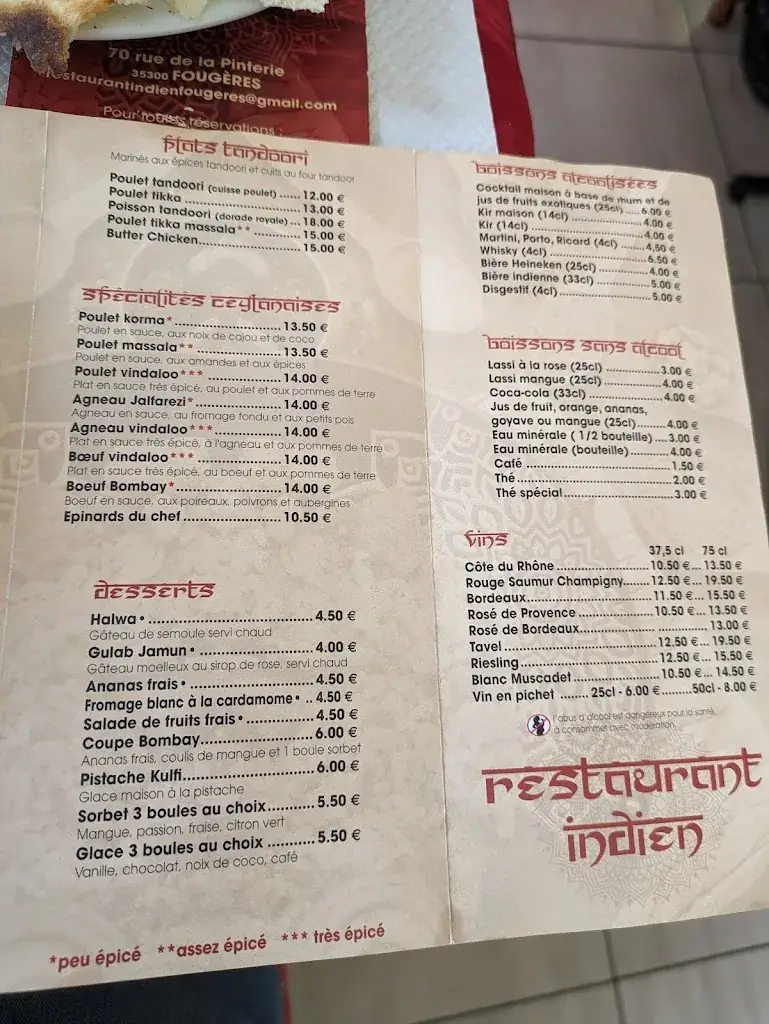 70 rue de la Pinterie
35300 FOUGÈRES
restaurantindienfougeres@gmail.com
Pour toutes réservations :
Plats tandoori
Marinés aux épices tandoori et cuits au four tandoor
Poulet tandoori (cuisse poulet) ...... 12.00 €
Poulet tikka ........................ 13.00 €
Poisson tandoori (dorade royale) ... 18.00 €
Poulet tikka massala** .............. 15.00 €
Butter Chicken....................... 15.00 €
spécialités ceylanaises
Poulet korma*........................ 13.50 €
Poulet en sauce, aux noix de cajou et de coco
Poulet massala**..................... 13.50 €
Poulet en sauce, aux amandes et aux épices
Poulet vindaloo***................... 14.00 €
Plat en sauce très épicé, au poulet et aux pommes de terre
Agneau Jalfarezi*.................... 14.00 €
Agneau en sauce, au fromage fondu et aux petits pois
Agneau vindaloo***................... 14.00 €
Plat en sauce très épicé, à l'agneau et aux pommes de terre
Bœuf vindaloo*** .................... 14.00 €
Plat en sauce très épicé, au boeuf et aux pommes de terre
Boeuf Bombay*........................ 14.00 €
Boeuf en sauce, aux poireaux, poivrons et aubergines
Epinards du chef..................... 10.50 €
desserts
Halwa • ............................. 4.50 €
Gâteau de semoule servi chaud
Gulab Jamun • ....................... 4.00 €
Gâteau moelleux au sirop de rose, servi chaud
Ananas frais • ...................... 4.50 €
Fromage blanc à la cardamome • .. 4.50 €
Salade de fruits frais •............. 4.50 €
Coupe Bombay......................... 6.00 €
Ananas frais, coulis de mangue et 1 boule sorbet
Pistache Kulfi....................... 6.00 €
Glace maison à la pistache
Sorbet 3 boules au choix........... 5.50 €
Mangue, passion, fraise, citron vert
Glace 3 boules au choix ........... 5.50 €
Vanille, chocolat, noix de coco, café
*peu épicé **assez épicé *** très épicé
boissons alcoolisées
Cocktail maison à base de rhum et de
jus de fruits exotiques (25cl) .... 6.00 €
Kir maison (14cl) ................... 4.00 €
Kir (14cl) .......................... 4.00 €
Martini, Porto, Ricard (4cl) ....... 4,50 €
Whisky (4cl) ........................ 6.50 €
Bière Heineken (25cl) ............... 4.00 €
Bière indienne (33cl) ............... 5.00 €
Disgestif (4cl)...................... 5.00 €
boissons sans alcool
Lassi à la rose (25cl) .............. 3.00 €
Lassi mangue (25cl) ................. 4.00 €
Coca-cola (33cl) .................... 4.00 €
Jus de fruit, orange, ananas,
goyave ou mangue (25cl)......... 4.00 €
Eau minérale ( 1/2 bouteille) .... 3.00 €
Eau minérale (bouteille)........... 4.00 €
Café ................................ 1.50 €
Thé.................................. 2.00 €
Thé spécial.......................... 3.00 €
vins
37,5 cl 75 cl
Côte du Rhône ................. 10.50 €... 13.50 €
Rouge Saumur Champigny....... 12.50 €... 19.50 €
Bordeaux...................... 11.50 €... 15.50 €
Rosé de Provence .............. 10.50 €... 13.50 €
Rosé de Bordeaux................. ............... 13.00 €
Tavel ......................... 12,50 €... 19.50 €
Riesling....................... 12.50 €... 15.50 €
Blanc Muscadet................. 10.50 €... 14.50 €
Vin en pichet ....... 25cl - 6.00 €.........50cl - 8.00 €
l'abus d'alcool est dangereux pour la santé,
à consommer avec modération.
restaurant
indien